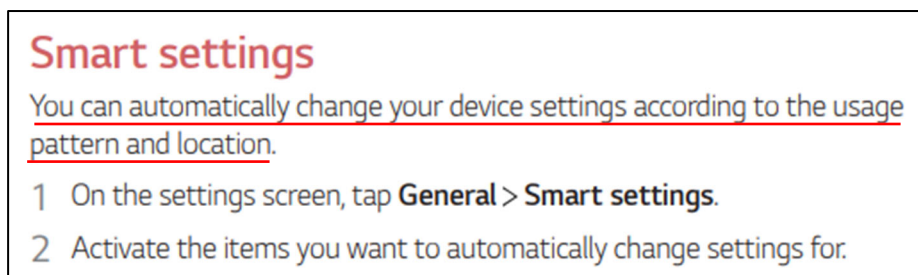 Smart settings
You can automatically change your device settings according to the usage
pattern and location.
1 On the settings screen, tap General > Smart settings.
2 Activate the items you want to automatically change settings for.